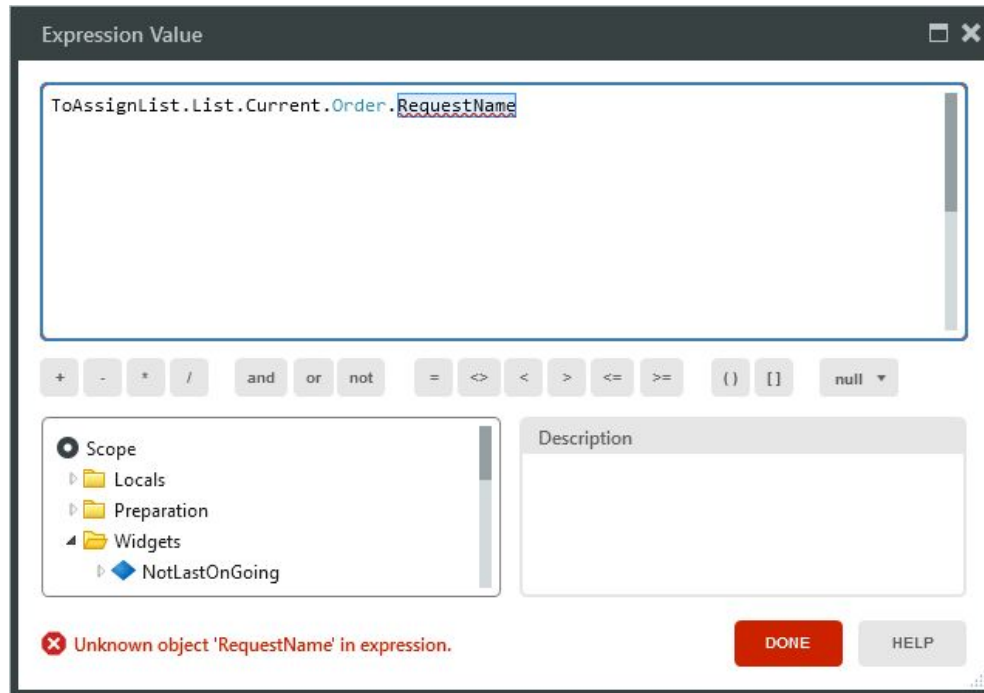 Expression Value
ToAssignList.List.Current.Order.RequestName
+ - * / and or not = <> < > <= >= ( ) [ ] null
Scope
Locals
Preparation
Widgets
NotLastOnGoing
Description
Unknown object 'RequestName' in expression.
DONE HELP